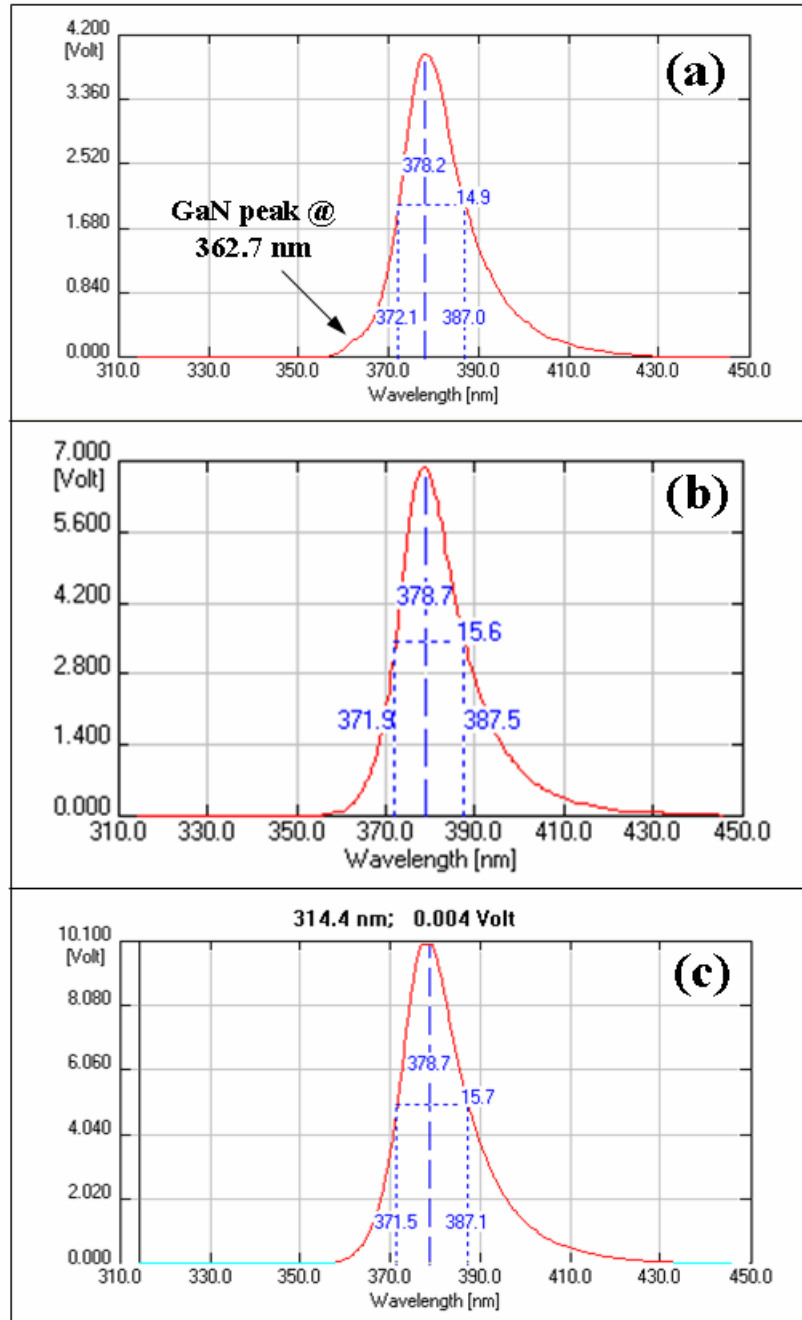 4.200
[Volt]
(a)
3.360
2.520
378.2
14.9
GaN peak @
362.7 nm
1.680
0.840
372.1
387.0
0.000
310.0 330.0 350.0 370.0 390.0 410.0 430.0 450.0
Wavelength [nm]
7.000
[Volt]
(b)
5.600
4.200
378.7
15.6
2.800
371.9
387.5
1.400
0.000
310.0 330.0 350.0 370.0 390.0 410.0 430.0 450.0
Wavelength [nm]
314.4 nm; 0.004 Volt
10.100
[Volt]
(c)
8.080
6.060
378.7
15.7
4.040
2.020
371.5
387.1
0.000
310.0 330.0 350.0 370.0 390.0 410.0 430.0 450.0
Wavelength [nm]